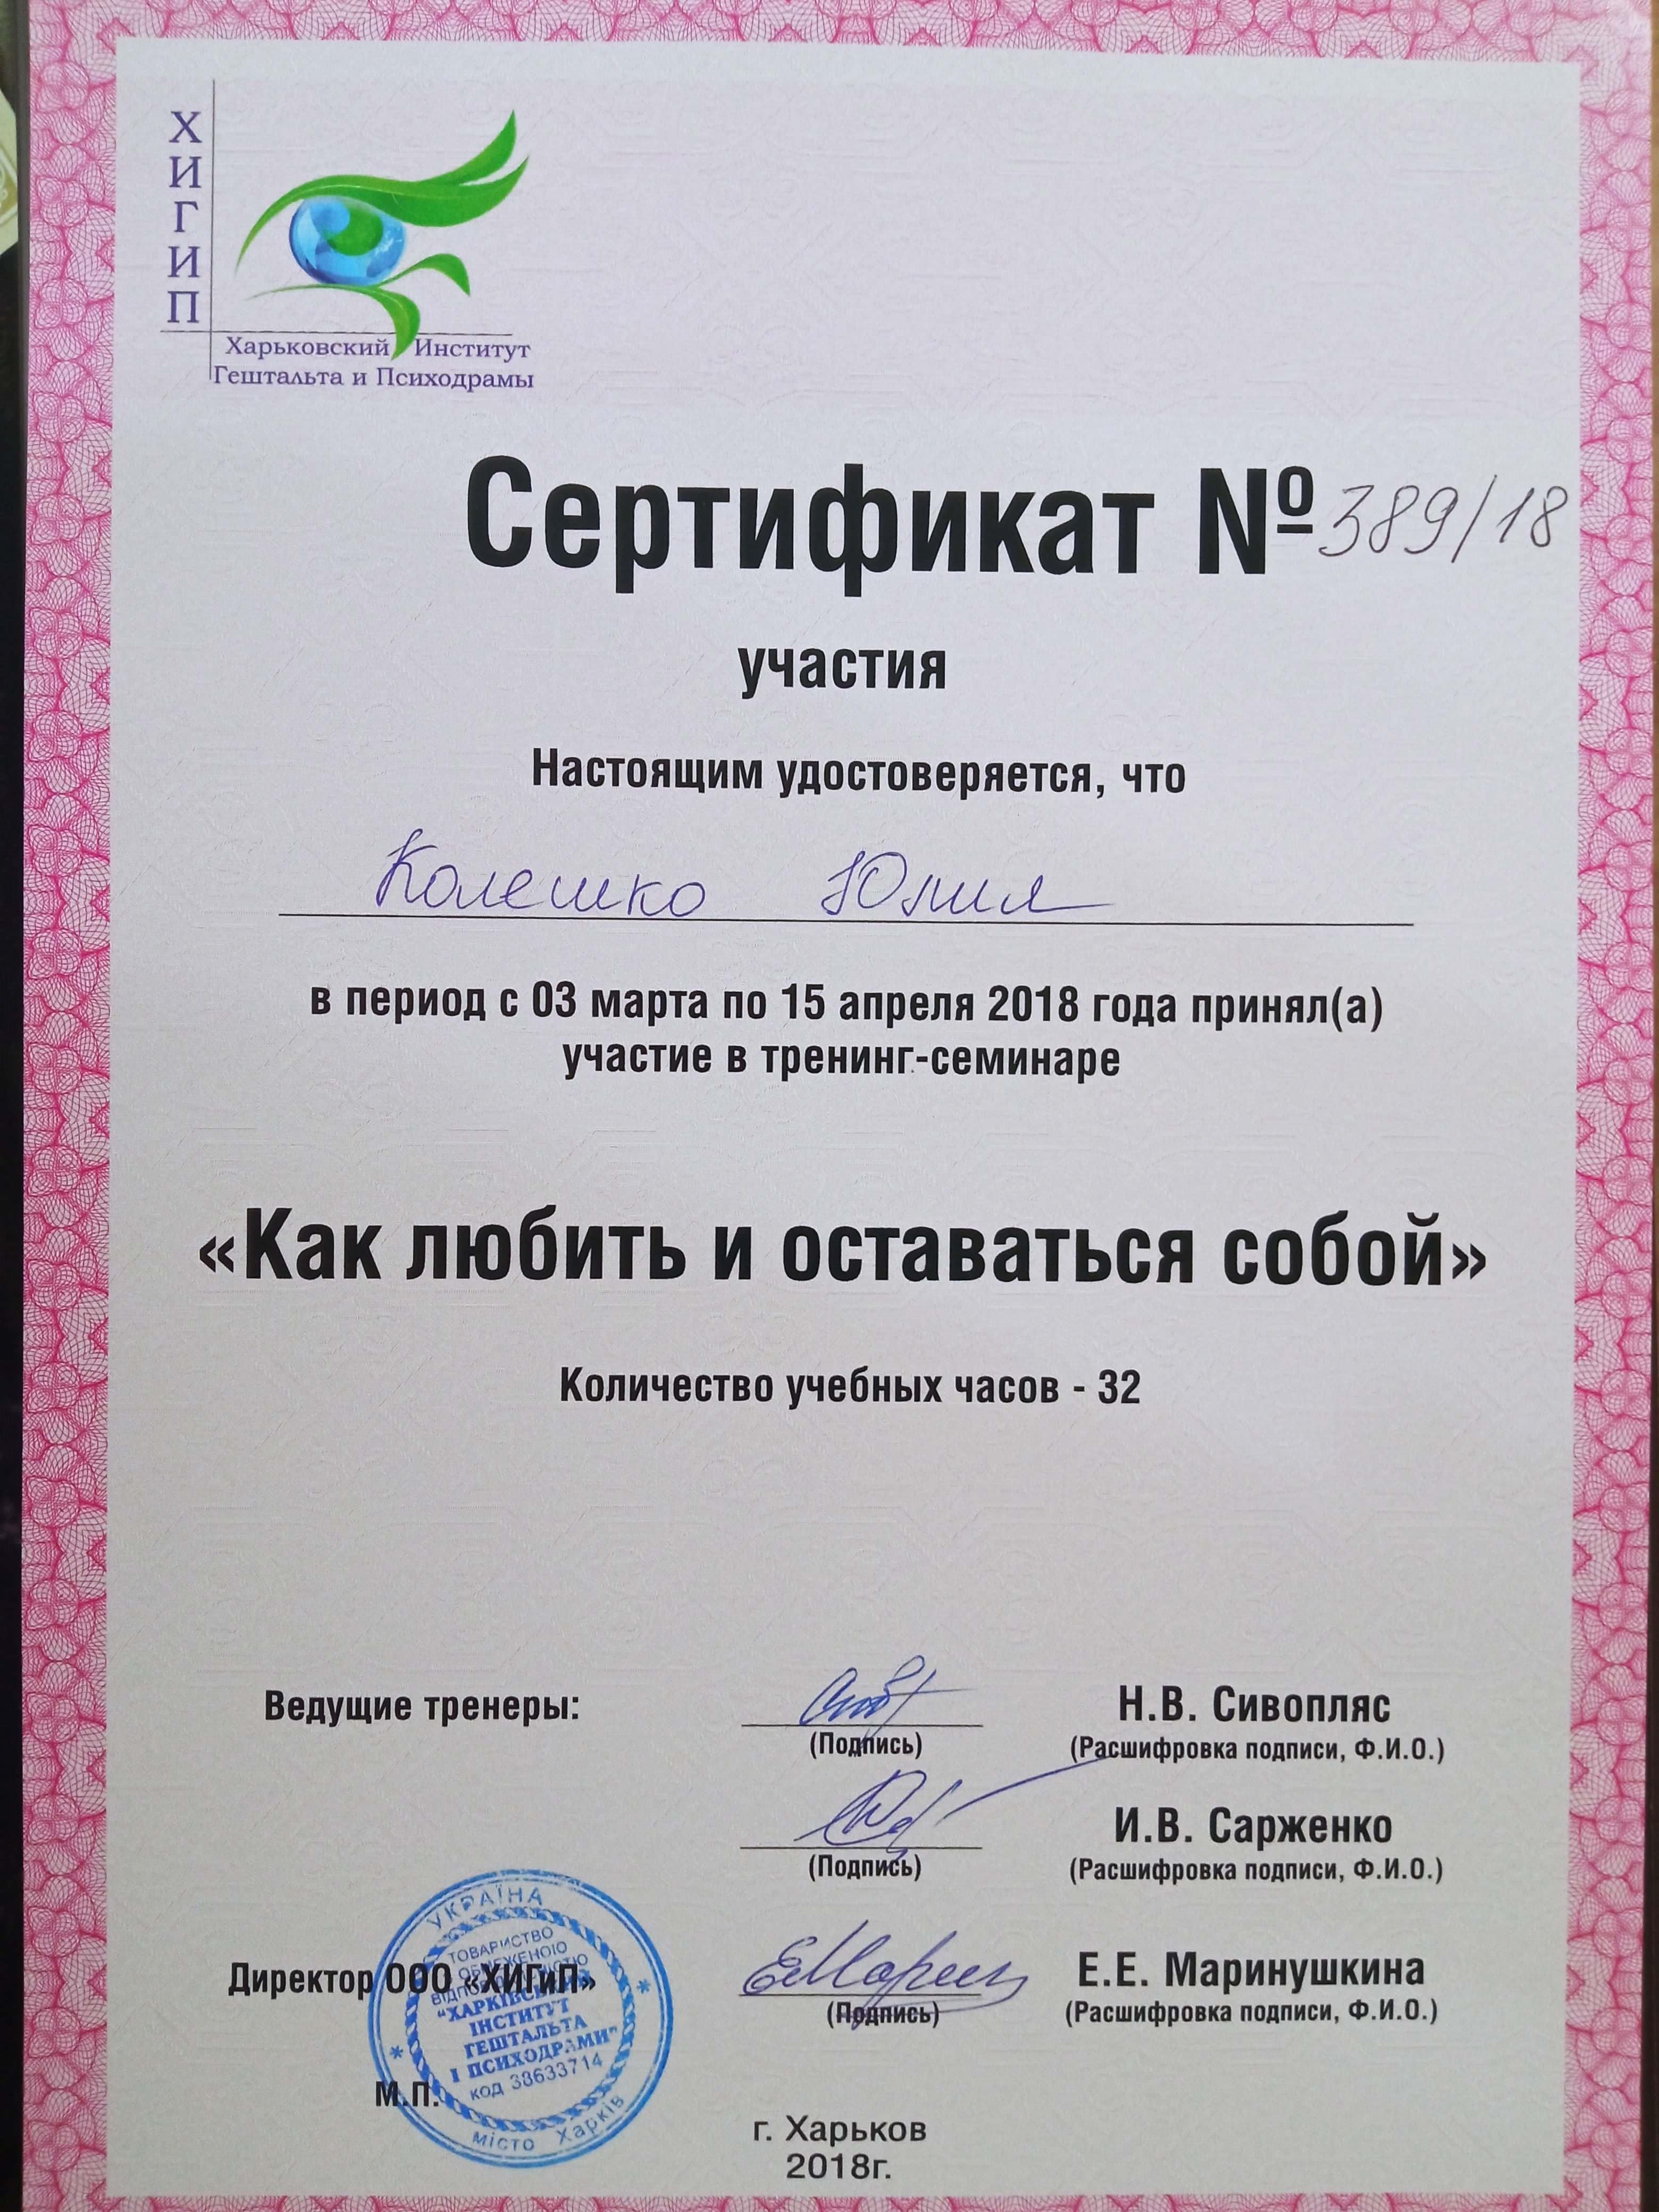 ХИГИП
Харьковский Институт
Гештальта и Психодрамы
Сертификат № 389/18
участия
Настоящим удостоверяется, что
Колешко Юлия
в период с 03 марта по 15 апреля 2018 года принял(а)
участие в тренинг-семинаре
«Как любить и оставаться собой»
Количество учебных часов - 32
Ведущие тренеры:
Н.В. Сивопляс
(Подпись)
(Расшифровка подписи, Ф.И.О.)
И.В. Сарженко
(Подпись)
(Расшифровка подписи, Ф.И.О.)
Директор ООО «ХИГиП»
Е.Е. Маринушкина
(Подпись)
(Расшифровка подписи, Ф.И.О.)
М.П.
УКРАЇНА
ТОВАРИСТВО
"ХАРКІВСЬКИЙ
ІНСТИТУТ
ГЕШТАЛЬТА
І ПСИХОДРАМИ"
код 38633714
місто Харків
г. Харьков
2018г.